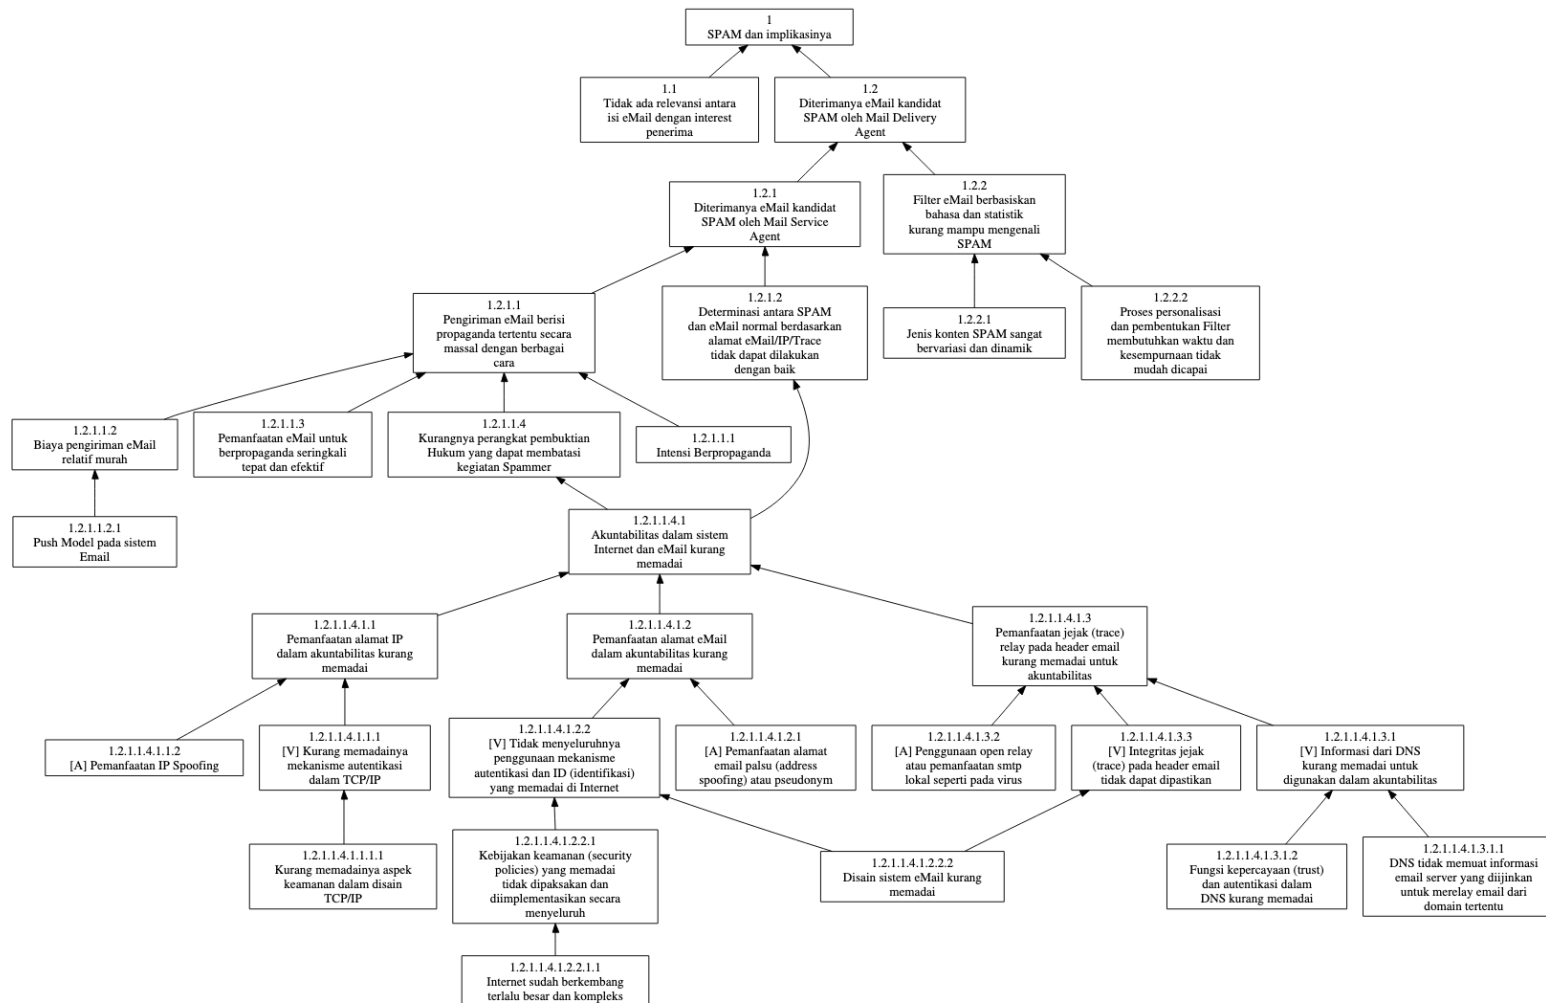 1
SPAM dan implikasinya
1.1
Tidak ada relevansi antara
isi eMail dengan interest
penerima
1.2
Diterimanya eMail kandidat
SPAM oleh Mail Delivery
Agent
1.2.1
Diterimanya eMail kandidat
SPAM oleh Mail Service
Agent
1.2.2
Filter eMail berbasiskan
bahasa dan statistik
kurang mampu mengenali
SPAM
1.2.1.1
Pengiriman eMail berisi
propaganda tertentu secara
massal dengan berbagai
cara
1.2.1.2
Determinasi antara SPAM
dan eMail normal berdasarkan
alamat eMail/IP/Trace
tidak dapat dilakukan
dengan baik
1.2.2.1
Jenis konten SPAM sangat
bervariasi dan dinamik
1.2.2.2
Proses personalisasi
dan pembentukan Filter
membutuhkan waktu dan
kesempurnaan tidak
mudah dicapai
1.2.1.1.2
Biaya pengiriman eMail
relatif murah
1.2.1.1.3
Pemanfaatan eMail untuk
berpropaganda seringkali
tepat dan efektif
1.2.1.1.4
Kurangnya perangkat pembuktian
Hukum yang dapat membatasi
kegiatan Spammer
1.2.1.1.1
Intensi Berpropaganda
1.2.1.1.2.1
Push Model pada sistem
Email
1.2.1.1.4.1
Akuntabilitas dalam sistem
Internet dan eMail kurang
memadai
1.2.1.1.4.1.1
Pemanfaatan alamat IP
dalam akuntabilitas kurang
memadai
1.2.1.1.4.1.2
Pemanfaatan alamat eMail
dalam akuntabilitas kurang
memadai
1.2.1.1.4.1.3
Pemanfaatan jejak (trace)
relay pada header email
kurang memadai untuk
akuntabilitas
1.2.1.1.4.1.1.2
[A] Pemanfaatan IP Spoofing
1.2.1.1.4.1.1.1
[V] Kurang memadainya
mekanisme autentikasi
dalam TCP/IP
1.2.1.1.4.1.2.2
[V] Tidak menyeluruhnya
penggunaan mekanisme
autentikasi dan ID (identifikasi)
yang memadai di Internet
1.2.1.1.4.1.2.1
[A] Pemanfaatan alamat
email palsu (address
spoofing) atau pseudonym
1.2.1.1.4.1.3.2
[A] Penggunaan open relay
atau pemanfaatan smtp
lokal seperti pada virus
1.2.1.1.4.1.3.3
[V] Integritas jejak
(trace) pada header email
tidak dapat dipastikan
1.2.1.1.4.1.3.1
[V] Informasi dari DNS
kurang memadai untuk
digunakan dalam akuntabilitas
1.2.1.1.4.1.1.1.1
Kurang memadainya aspek
keamanan dalam disain
TCP/IP
1.2.1.1.4.1.2.2.1
Kebijakan keamanan (security
policies) yang memadai
tidak dipaksakan dan
diimplementasikan secara
menyeluruh
1.2.1.1.4.1.2.2.2
Disain sistem eMail kurang
memadai
1.2.1.1.4.1.3.1.2
Fungsi kepercayaan (trust)
dan autentikasi dalam
DNS kurang memadai
1.2.1.1.4.1.3.1.1
DNS tidak memuat informasi
email server yang diijinkan
untuk merelay email dari
domain tertentu
1.2.1.1.4.1.2.2.1.1
Internet sudah berkembang
terlalu besar dan kompleks